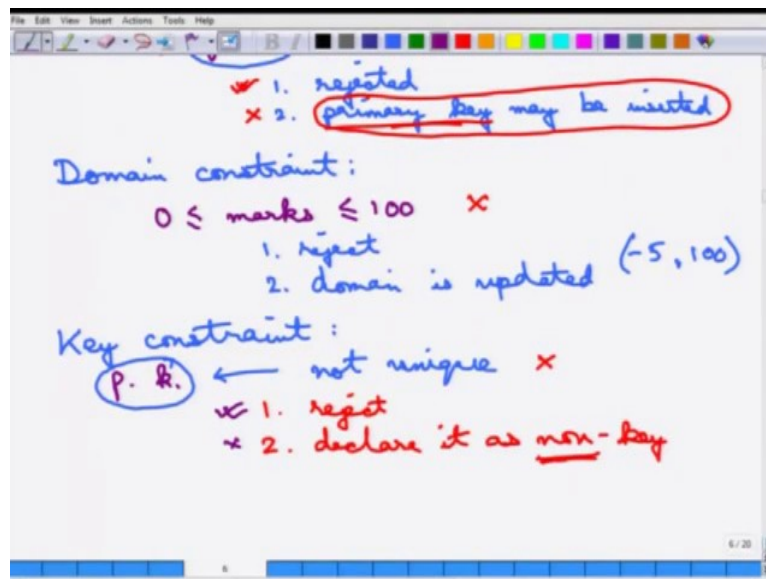 File Edit View Insert Actions Tools Help
B I
1. rejected
× 2. primary key may be inserted
Domain constraint:
0 ≤ marks ≤ 100 ×
1. reject
2. domain is updated (-5, 100)
Key constraint:
p. k. ← not unique ×
1. reject
× 2. declare it as non-key
6/20
6